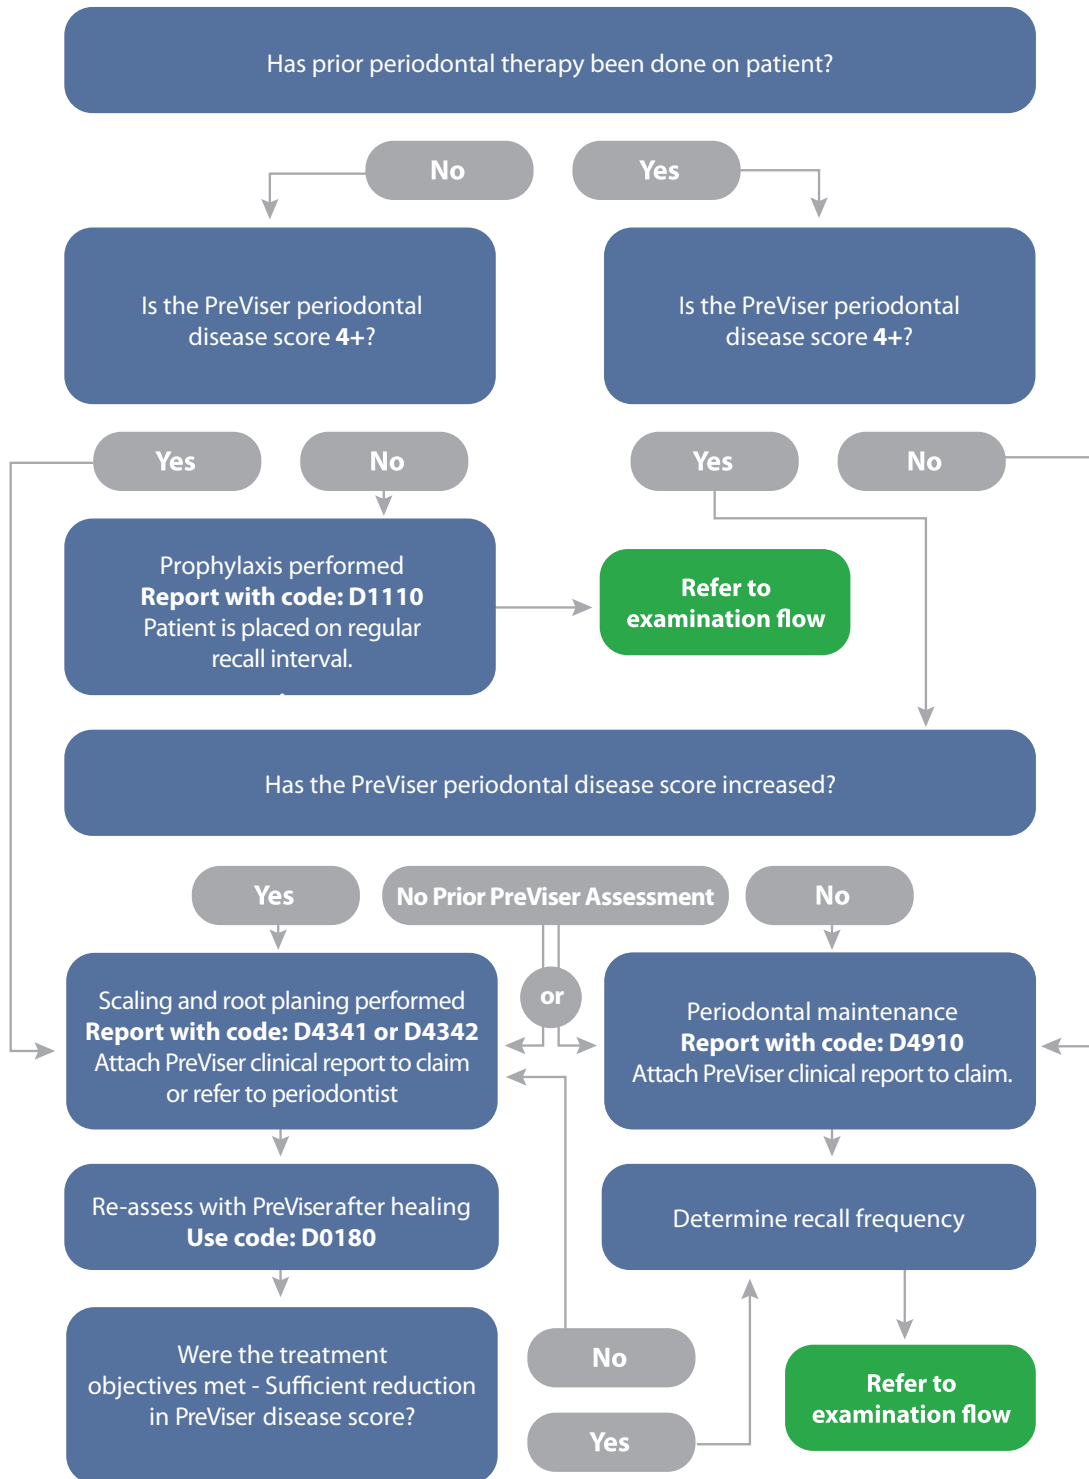 Has prior periodontal therapy been done on patient?
No
Yes
Is the PreViser periodontal
disease score 4+?
Is the PreViser periodontal
disease score 4+?
Yes
No
Yes
No
Prophylaxis performed
Report with code: D1110
Patient is placed on regular
recall interval.
Refer to
examination flow
Has the PreViser periodontal disease score increased?
Yes
No Prior PreViser Assessment
No
or
Scaling and root planing performed
Report with code: D4341 or D4342
Attach PreViser clinical report to claim
or refer to periodontist
Periodontal maintenance
Report with code: D4910
Attach PreViser clinical report to claim.
Re-assess with PreViser after healing
Use code: D0180
Determine recall frequency
Were the treatment
objectives met - Sufficient reduction
in PreViser disease score?
No
Yes
Refer to
examination flow